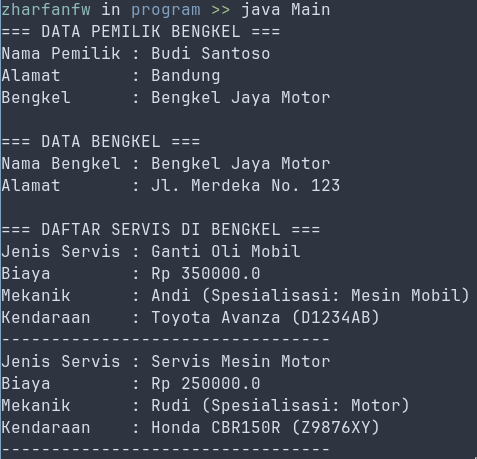 zharfanfw in program >> java Main
=== DATA PEMILIK BENGKEL ===
Nama Pemilik : Budi Santoso
Alamat       : Bandung
Bengkel      : Bengkel Jaya Motor

=== DATA BENGKEL ===
Nama Bengkel : Bengkel Jaya Motor
Alamat       : Jl. Merdeka No. 123

=== DAFTAR SERVIS DI BENGKEL ===
Jenis Servis : Ganti Oli Mobil
Biaya        : Rp 350000.0
Mekanik      : Andi (Spesialisasi: Mesin Mobil)
Kendaraan    : Toyota Avanza (D1234AB)
---------------------------------
Jenis Servis : Servis Mesin Motor
Biaya        : Rp 250000.0
Mekanik      : Rudi (Spesialisasi: Motor)
Kendaraan    : Honda CBR150R (Z9876XY)
---------------------------------